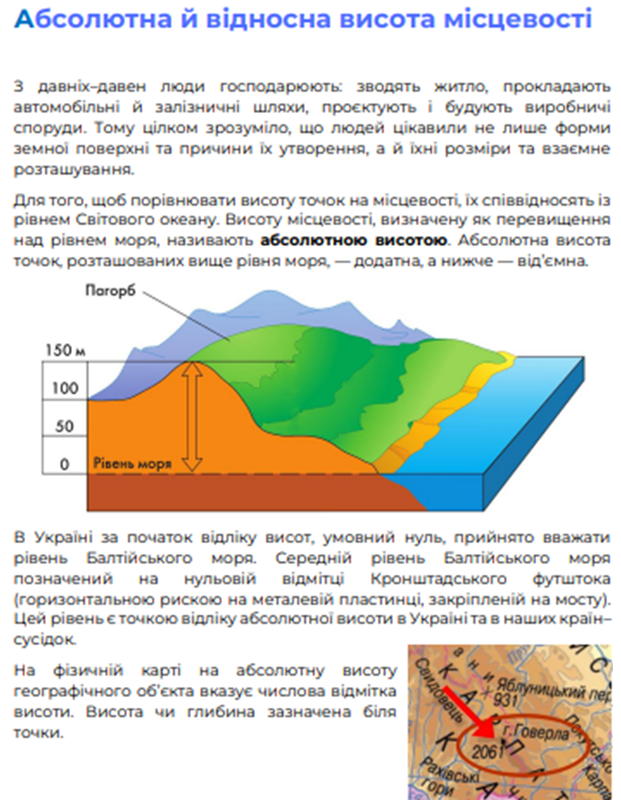 Абсолютна й відносна висота місцевості
З давніх–давен люди господарюють: зводять житло, прокладають
автомобільні й залізничні шляхи, проєктують і будують виробничі
споруди. Тому цілком зрозуміло, що людей цікавили не лише форми
земної поверхні та причини їх утворення, а й їхні розміри та взаємне
розташування.
Для того, щоб порівнювати висоту точок на місцевості, їх співвідносять із
рівнем Світового океану. Висоту місцевості, визначену як перевищення
над рівнем моря, називають абсолютною висотою. Абсолютна висота
точок, розташованих вище рівня моря, — додатна, а нижче — від’ємна.
Пагорб
150 м
100
50
0
Рівень моря
В Україні за початок відліку висот, умовний нуль, прийнято вважати
рівень Балтійського моря. Середній рівень Балтійського моря
позначений на нульовій відмітці Кронштадського футштока
(горизонтальною рискою на металевій пластинці, закріпленій на мосту).
Цей рівень є точкою відліку абсолютної висоти в Україні та в наших країн–
сусідок.
На фізичній карті на абсолютну висоту
географічного об’єкта вказує числова відмітка
висоти. Висота чи глибина зазначена біля
точки.
Свидовець
Яблуницький пер
931
г.Говерла
2061
Рахівські
гори